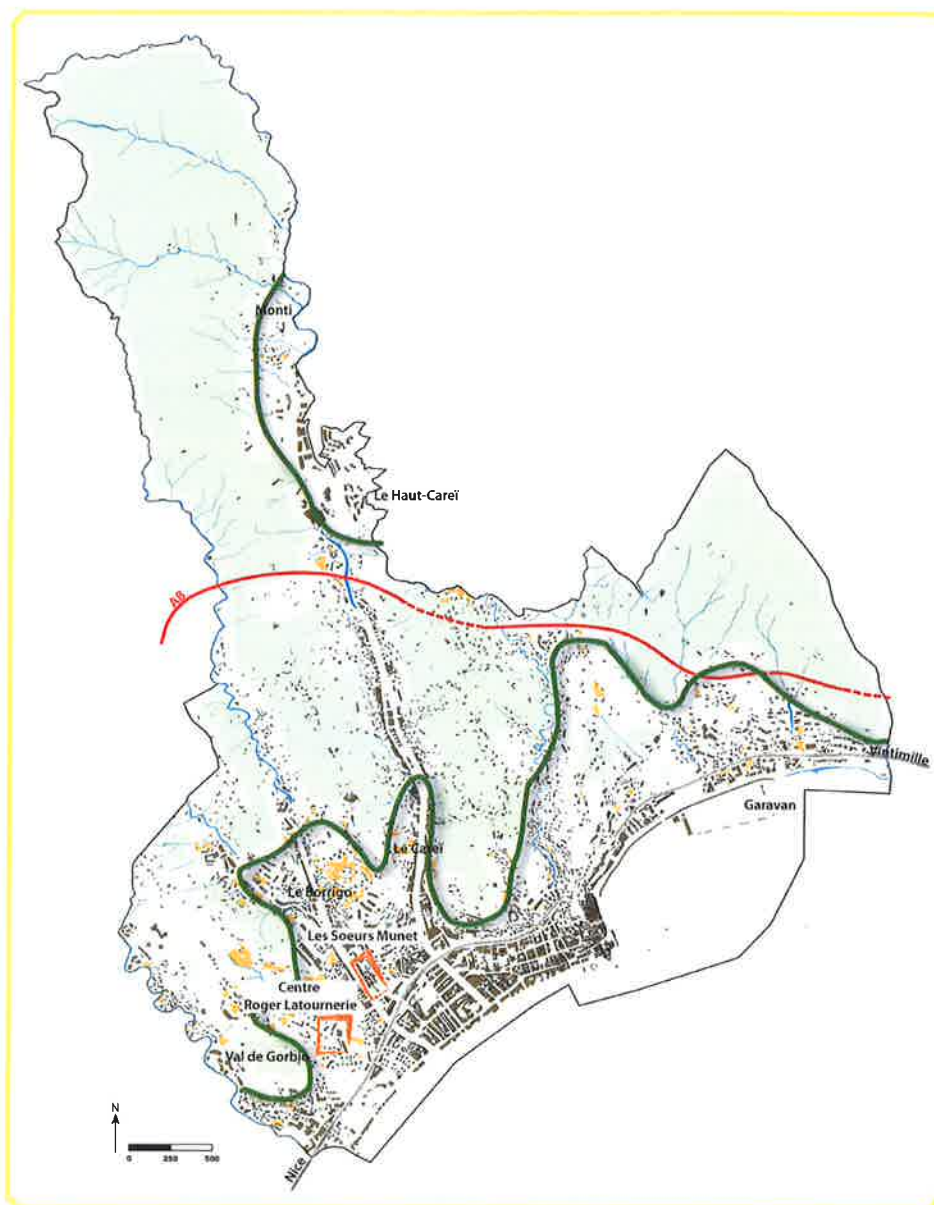 Monti
Le Haut-Careï
A8
Vintimille
Garavan
Le Careï
Le Borrigo
Les Soeurs Munet
Centre
Roger Latournerie
Val de Gorbio
N
0 250 500
Nice